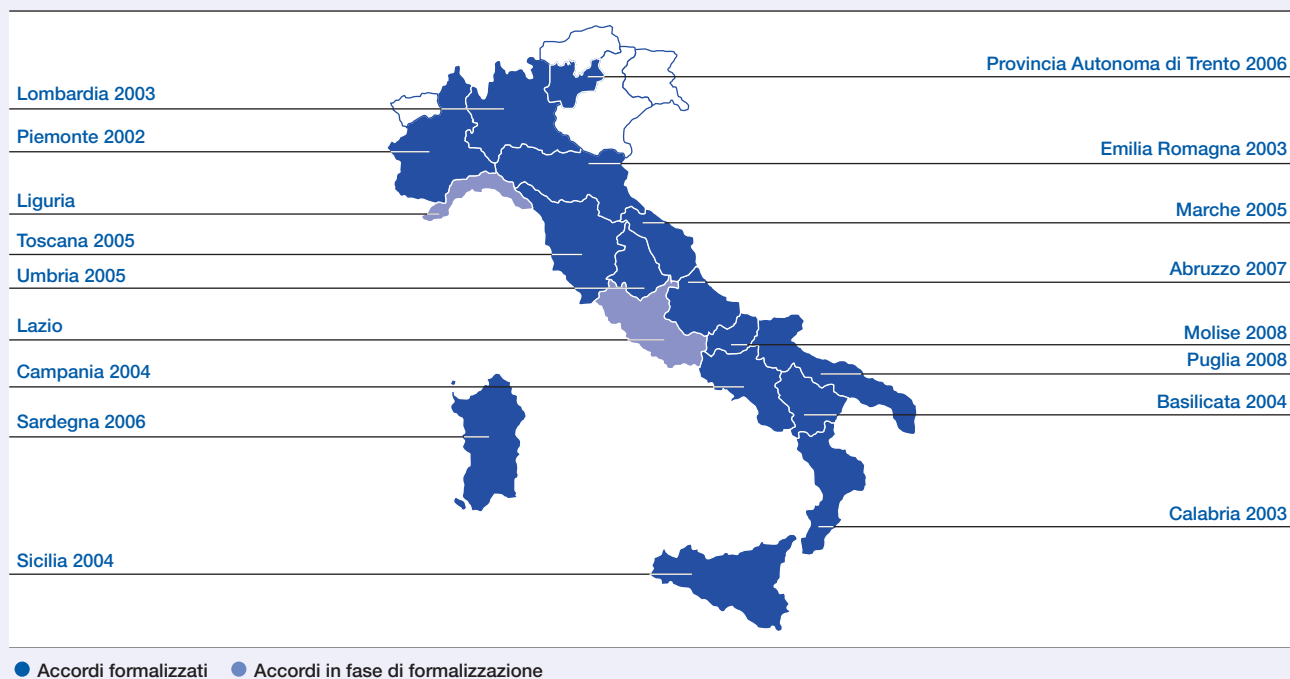 Lombardia 2003
Piemonte 2002
Liguria
Toscana 2005
Umbria 2005
Lazio
Campania 2004
Sardegna 2006
Sicilia 2004
Provincia Autonoma di Trento 2006
Emilia Romagna 2003
Marche 2005
Abruzzo 2007
Molise 2008
Puglia 2008
Basilicata 2004
Calabria 2003
Accordi formalizzati
Accordi in fase di formalizzazione